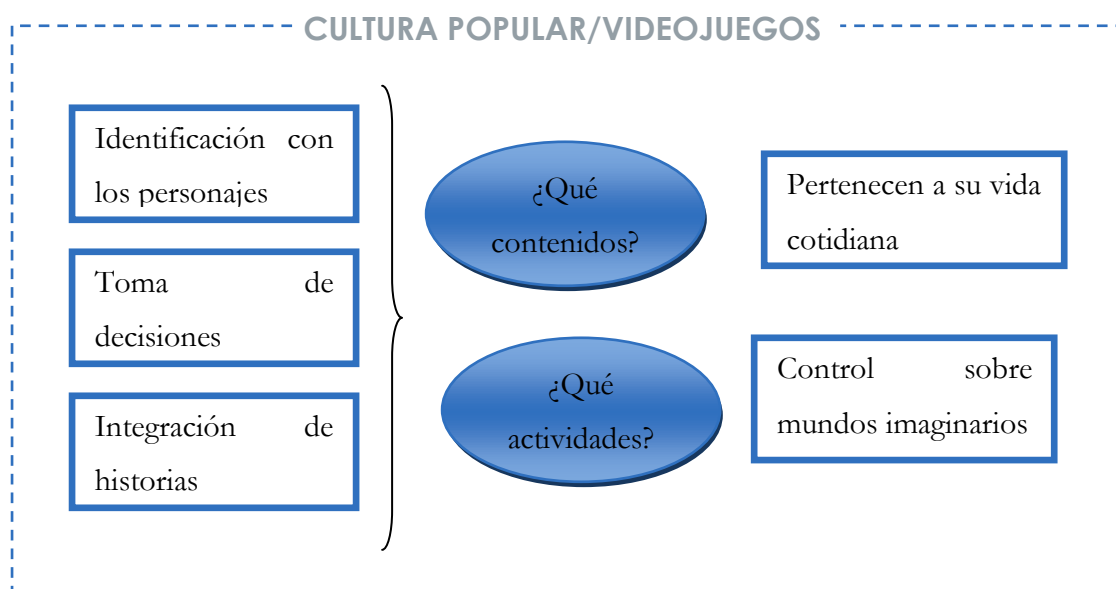 CULTURA POPULAR/VIDEOJUEGOS
Identificación con
los personajes
Toma de
decisiones
Integración de
historias
¿Qué
contenidos?
¿Qué
actividades?
Pertenecen a su vida
cotidiana
Control sobre
mundos imaginarios